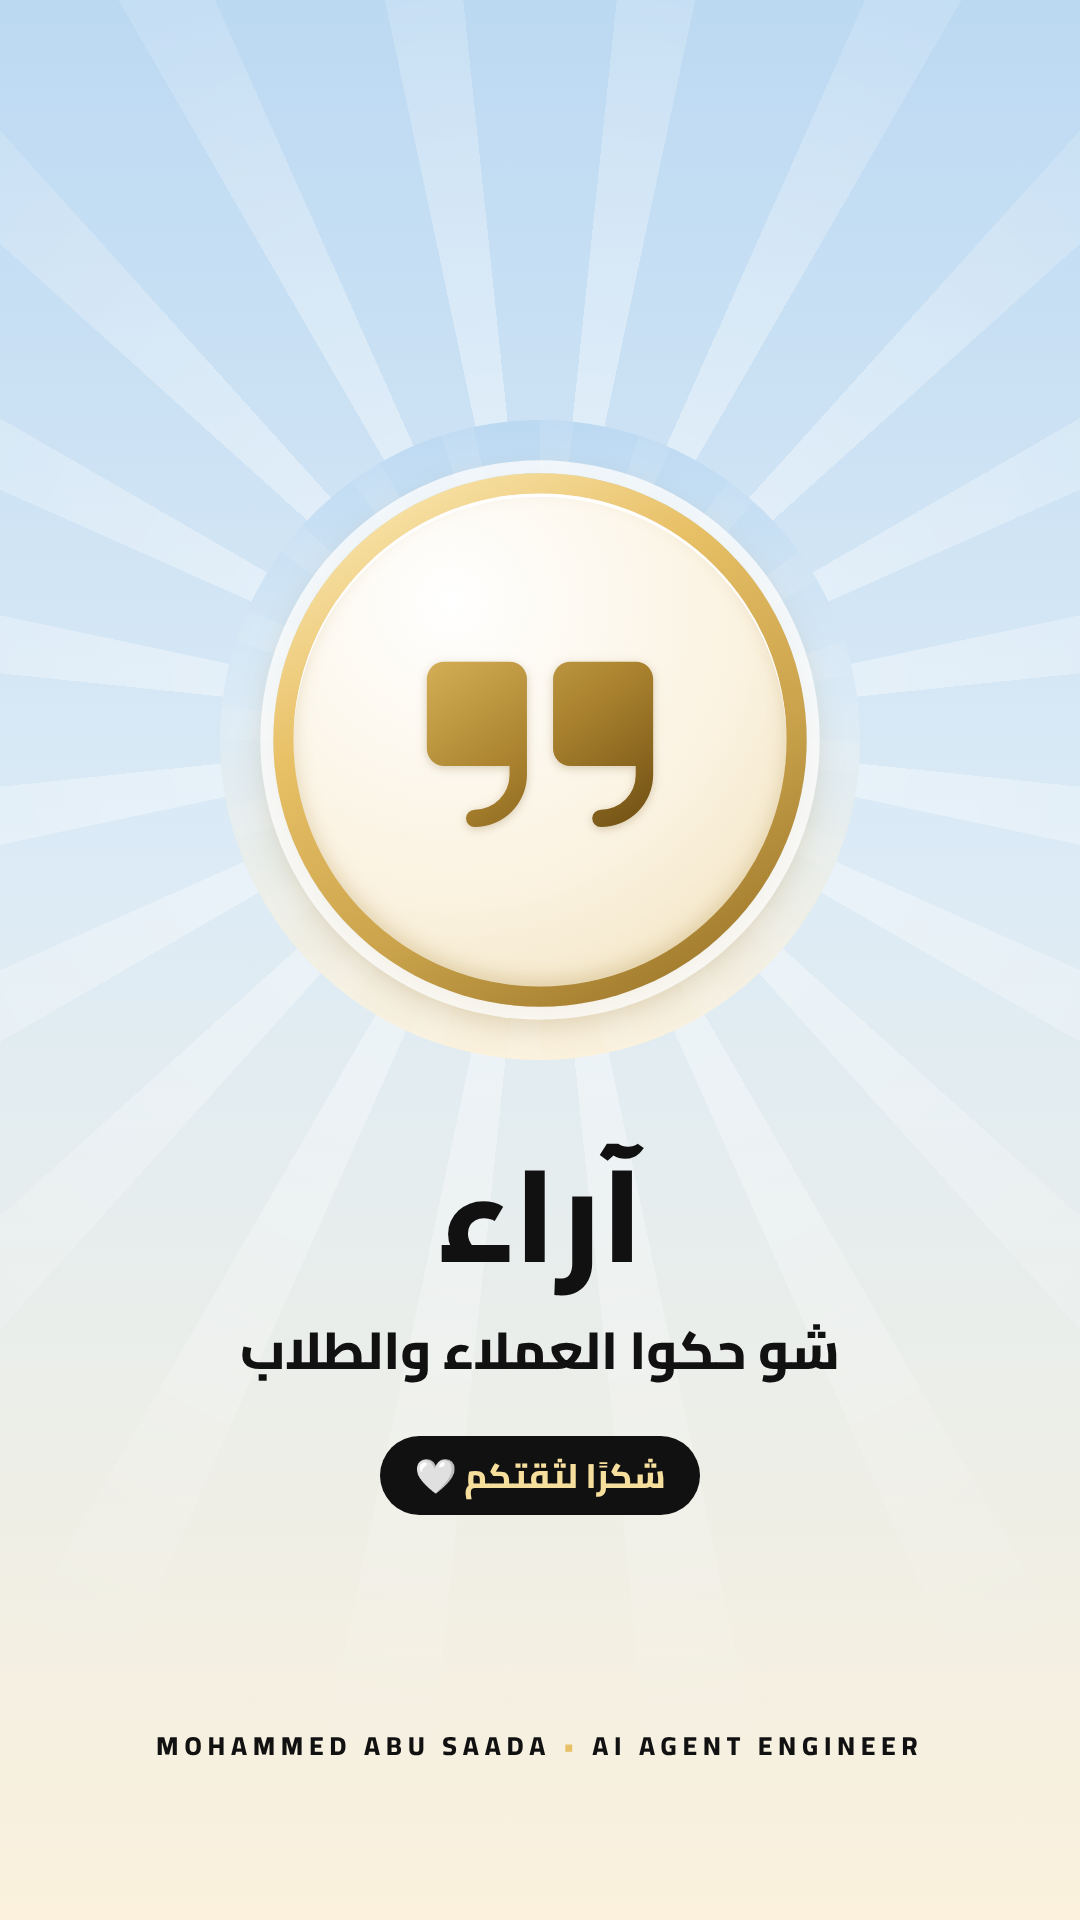 آراء
شو حكوا العملاء والطلاب
شكرًا لثقتكم 🤍
MOHAMMED ABU SAADA ▪ AI AGENT ENGINEER